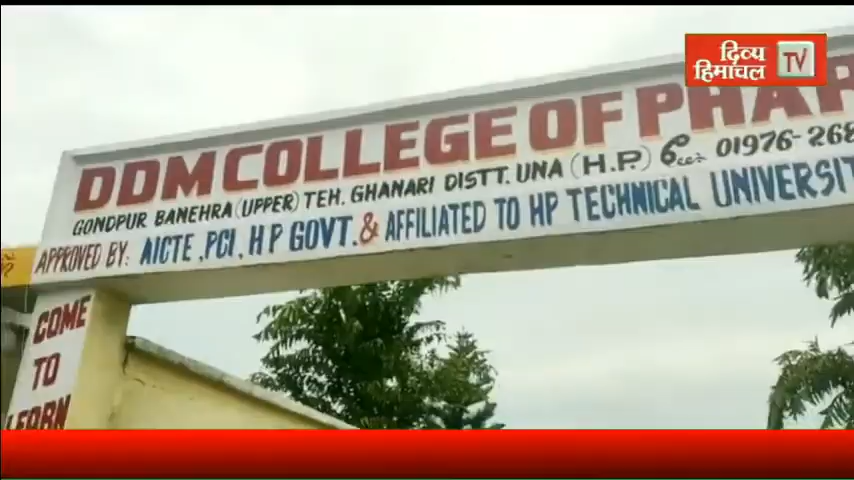 दिव्य
हिमाचल
TV
DDM COLLEGE OF PHAR
GONDPUR BANEHRA (UPPER) TEH. GHANARI DISTT. UNA (H.P.) 01976-268
APPROVED BY: AICTE, PCI, H P GOVT. & AFFILIATED TO HP TECHNICAL UNIVERSI
COME
TO
LEARN